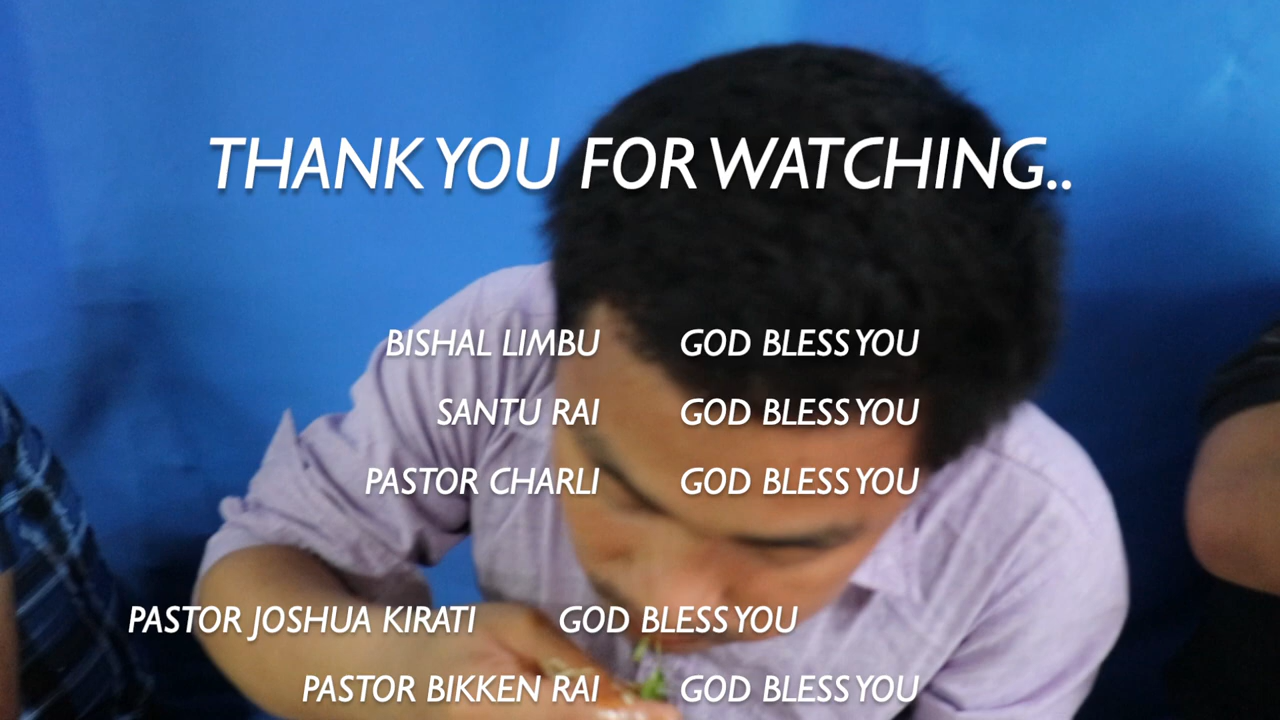 THANK YOU FOR WATCHING..
BISHAL LIMBU GOD BLESS YOU
SANTU RAI GOD BLESS YOU
PASTOR CHARLI GOD BLESS YOU
PASTOR JOSHUA KIRATI GOD BLESS YOU
PASTOR BIKKEN RAI GOD BLESS YOU